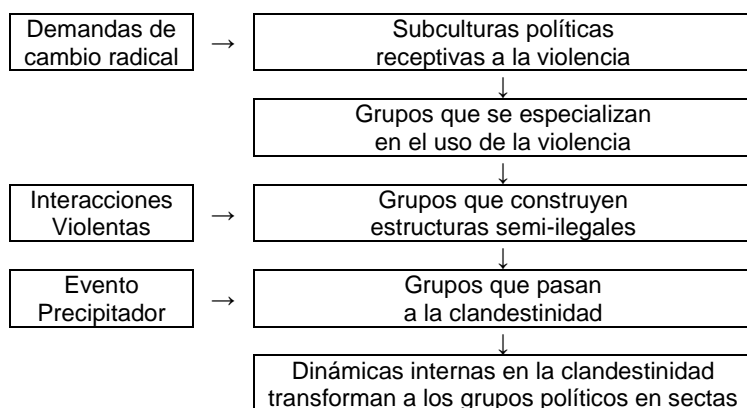 Demandas de
cambio radical
→
Subculturas políticas
receptivas a la violencia
↓
Grupos que se especializan
en el uso de la violencia
↓
Interacciones
Violentas
→
Grupos que construyen
estructuras semi-ilegales
↓
Evento
Precipitador
→
Grupos que pasan
a la clandestinidad
↓
Dinámicas internas en la clandestinidad
transforman a los grupos políticos en sectas